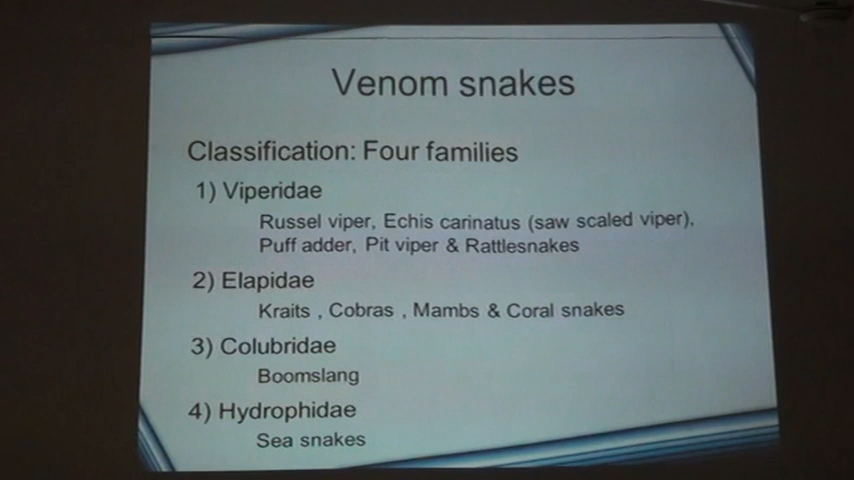 Venom snakes
Classification: Four families
1) Viperidae
Russel viper, Echis carinatus (saw scaled viper),
Puff adder, Pit viper & Rattlesnakes
2) Elapidae
Kraits , Cobras , Mambs & Coral snakes
3) Colubridae
Boomslang
4) Hydrophidae
Sea snakes